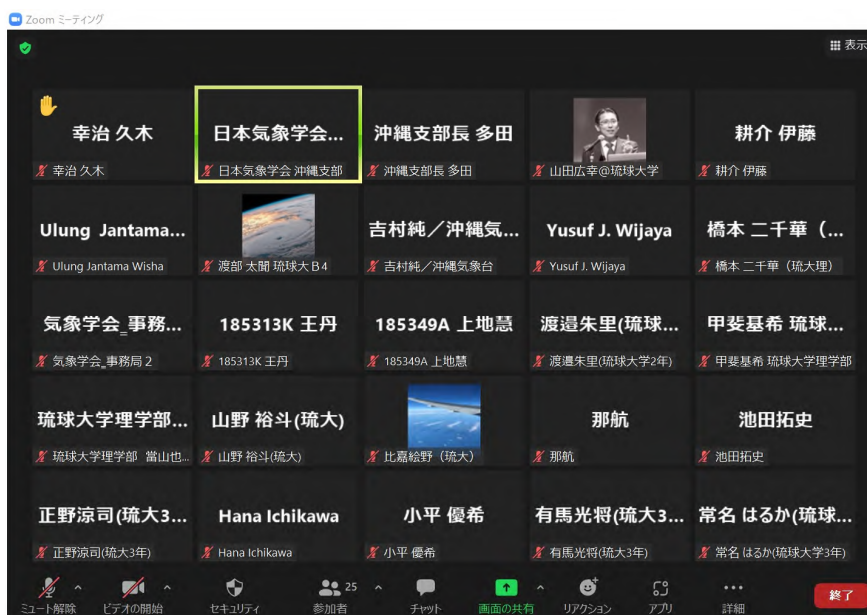 Zoom ミーティング
表示
幸治 久木
日本気象学会...
沖縄支部長 多田
耕介 伊藤
幸治 久木
日本気象学会 沖縄支部
沖縄支部長 多田
山田広幸@琉球大学
耕介 伊藤
Ulung Jantama...
吉村純／沖縄気...
Yusuf J. Wijaya
橋本 二千華（...
Ulung Jantama Wisha
渡部 太聞 琉球大Ｂ4
吉村純／沖縄気象台
Yusuf J. Wijaya
橋本 二千華（琉大理）
気象学会_事務...
185313K 王丹
185349A 上地慧
渡邉朱里(琉球...
甲斐基希 琉球...
気象学会_事務局２
185313K 王丹
185349A 上地慧
渡邉朱里(琉球大学2年)
甲斐基希 琉球大学理学部
琉球大学理学部...
山野 裕斗(琉大)
那航
池田拓史
琉球大学理学部 當山也...
山野 裕斗(琉大)
比嘉絵野（琉大）
那航
池田拓史
正野涼司(琉大3...
Hana Ichikawa
小平 優希
有馬光将(琉大3...
常名 はるか(琉球...
正野涼司(琉大3年)
Hana Ichikawa
小平 優希
有馬光将(琉大3年)
常名 はるか(琉球大学3年)
25
ミュート解除
ビデオの開始
セキュリティ
参加者
チャット
画面の共有
リアクション
アプリ
詳細
終了